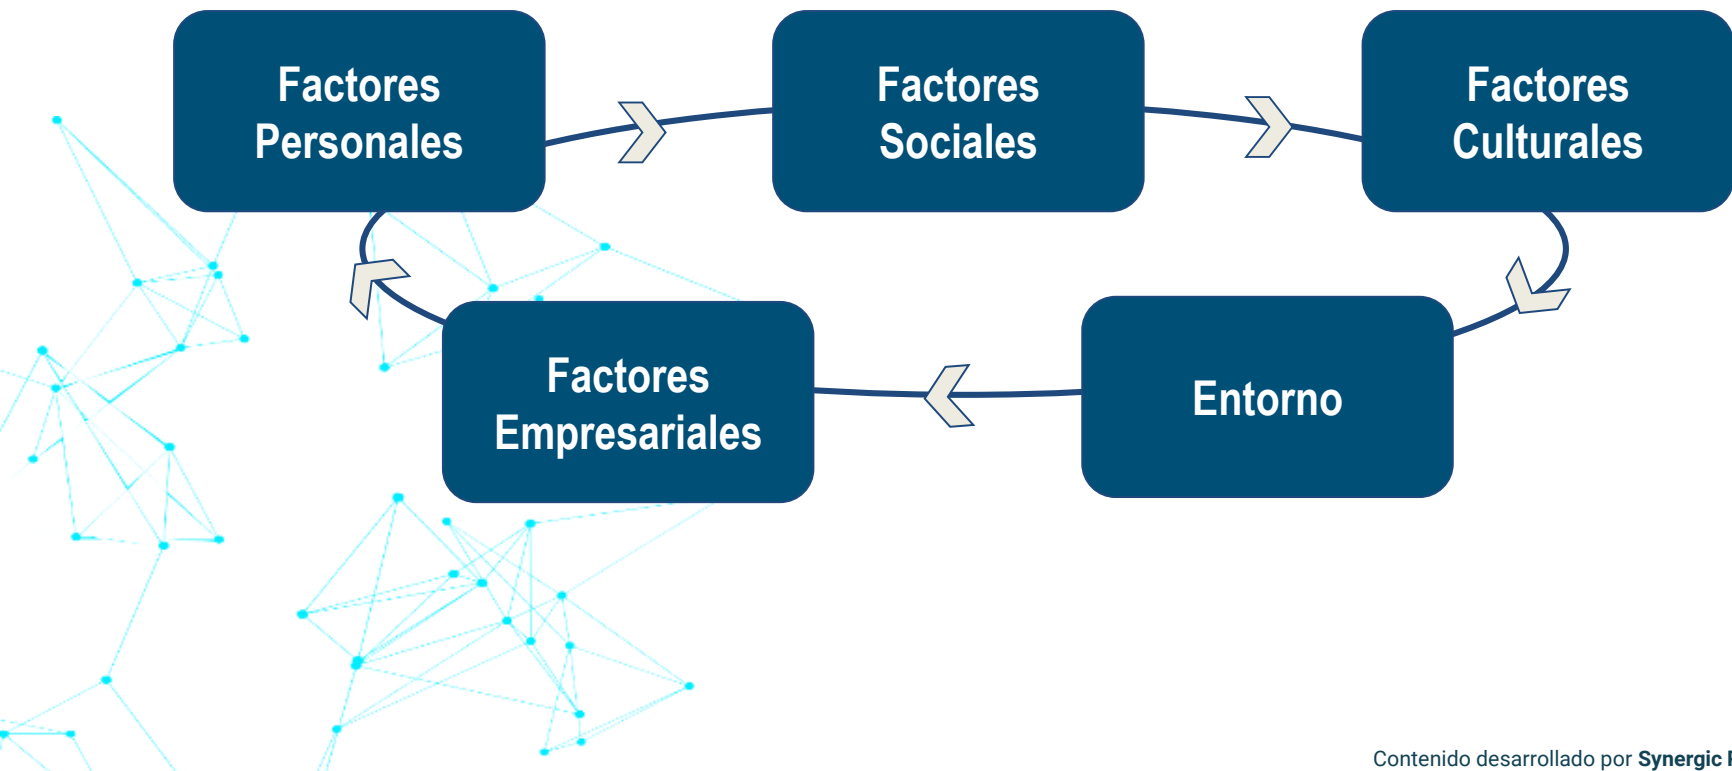 Factores
Personales
Factores
Sociales
Factores
Culturales
Factores
Empresariales
Entorno
Contenido desarrollado por Synergic